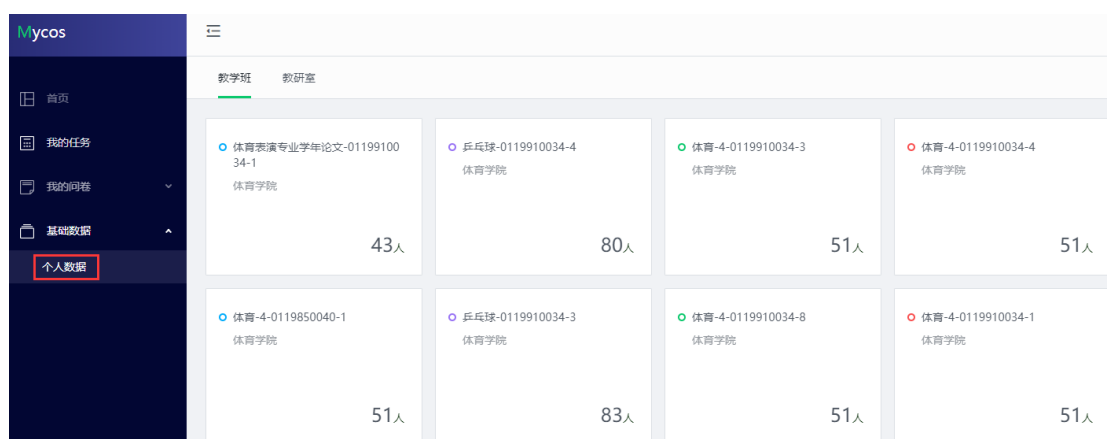 Mycos
首页
我的任务
我的问卷
基础数据
个人数据
教学班 教研室
体育表演专业学年论文-01199100
34-1
体育学院
43人
乒乓球-0119910034-4
体育学院
80人
体育-4-0119910034-3
体育学院
51人
体育-4-0119910034-4
体育学院
51人
体育-4-0119850040-1
体育学院
51人
乒乓球-0119910034-3
体育学院
83人
体育-4-0119910034-8
体育学院
51人
体育-4-0119910034-1
体育学院
51人